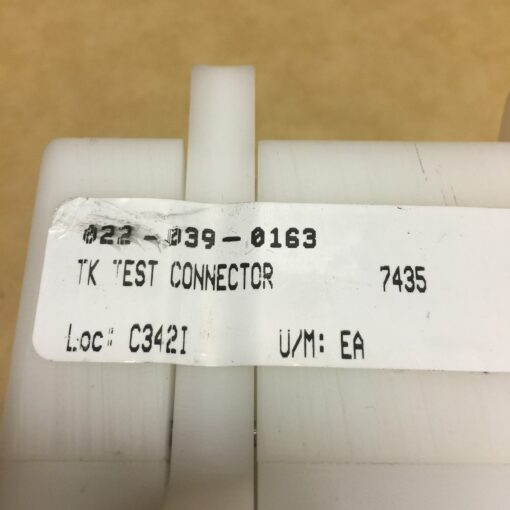 022-039-0163
TK TEST CONNECTOR 7435
Loc: C342I U/M: EA